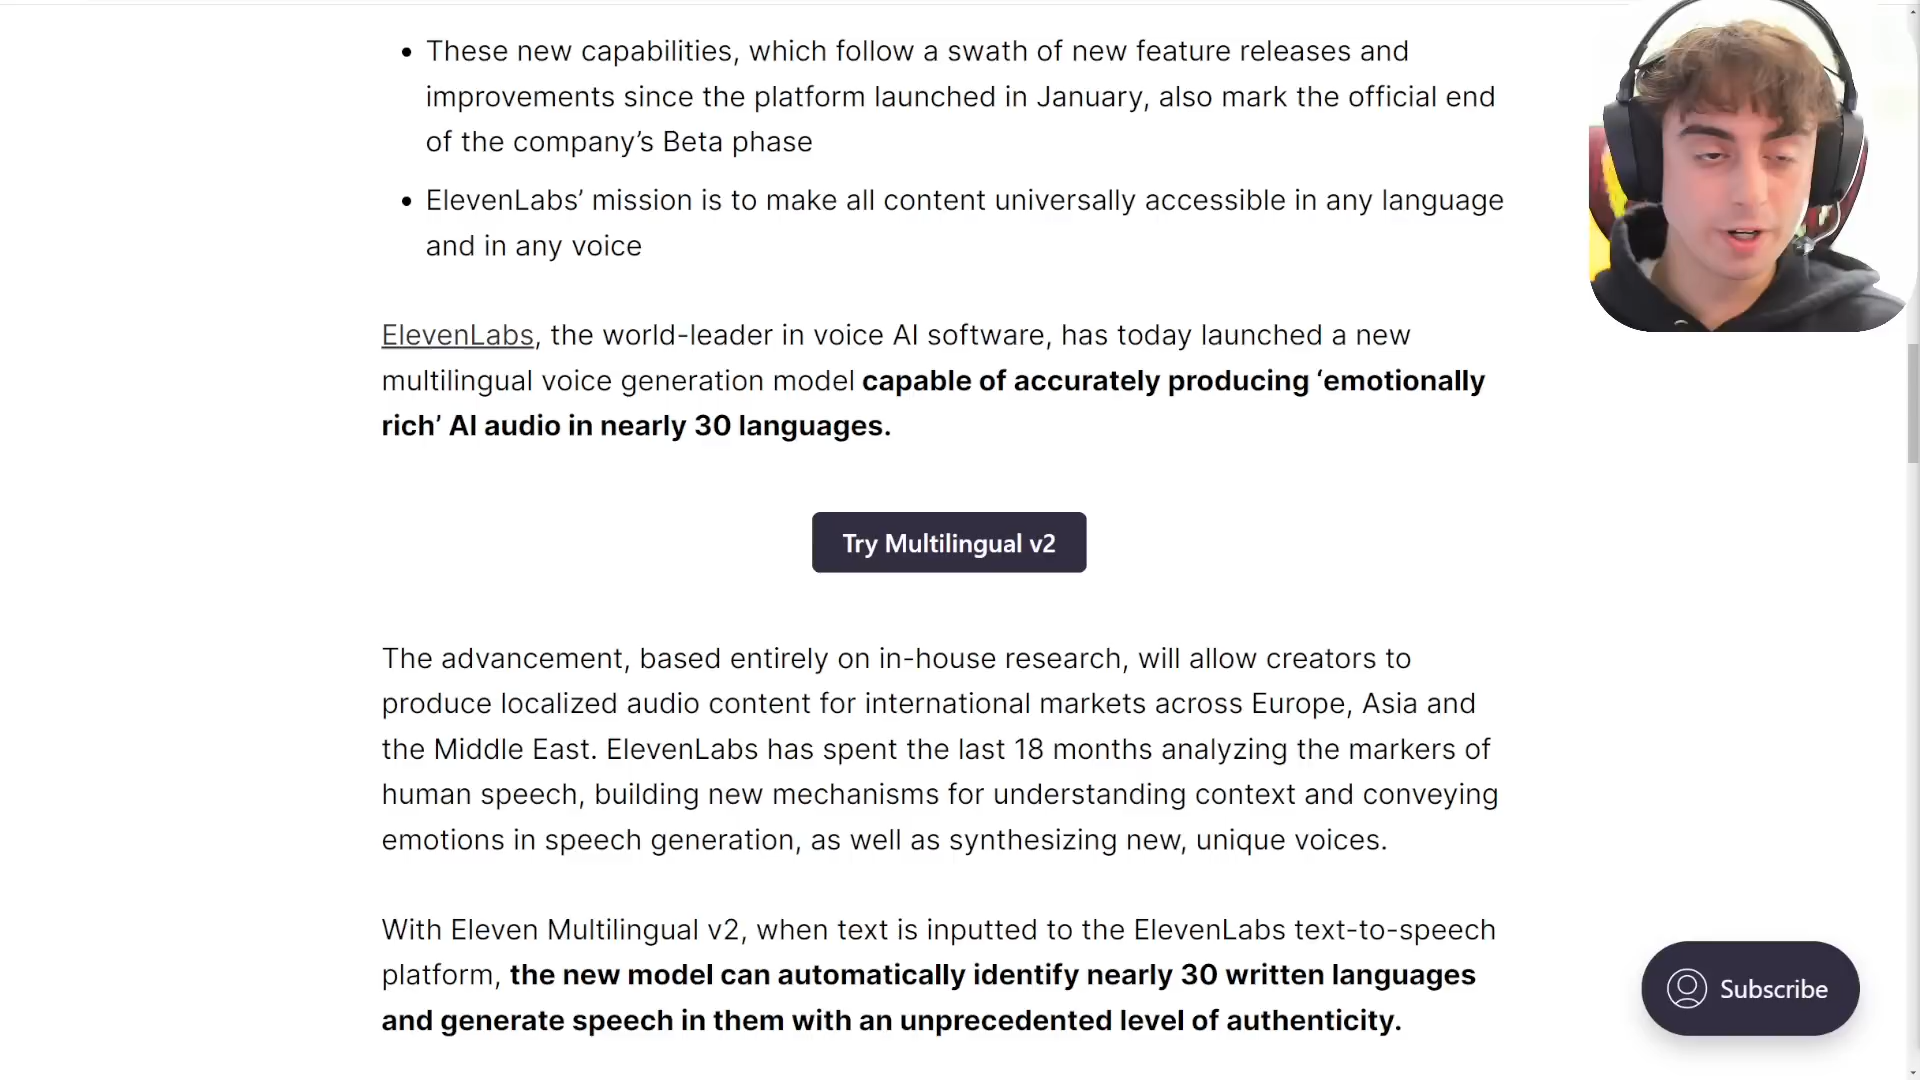 These new capabilities, which follow a swath of new feature releases and
improvements since the platform launched in January, also mark the official end
of the company’s Beta phase
ElevenLabs’ mission is to make all content universally accessible in any language
and in any voice
ElevenLabs, the world-leader in voice AI software, has today launched a new
multilingual voice generation model capable of accurately producing ‘emotionally
rich’ AI audio in nearly 30 languages.
Try Multilingual v2
The advancement, based entirely on in-house research, will allow creators to
produce localized audio content for international markets across Europe, Asia and
the Middle East. ElevenLabs has spent the last 18 months analyzing the markers of
human speech, building new mechanisms for understanding context and conveying
emotions in speech generation, as well as synthesizing new, unique voices.
With Eleven Multilingual v2, when text is inputted to the ElevenLabs text-to-speech
platform, the new model can automatically identify nearly 30 written languages
and generate speech in them with an unprecedented level of authenticity.
Subscribe